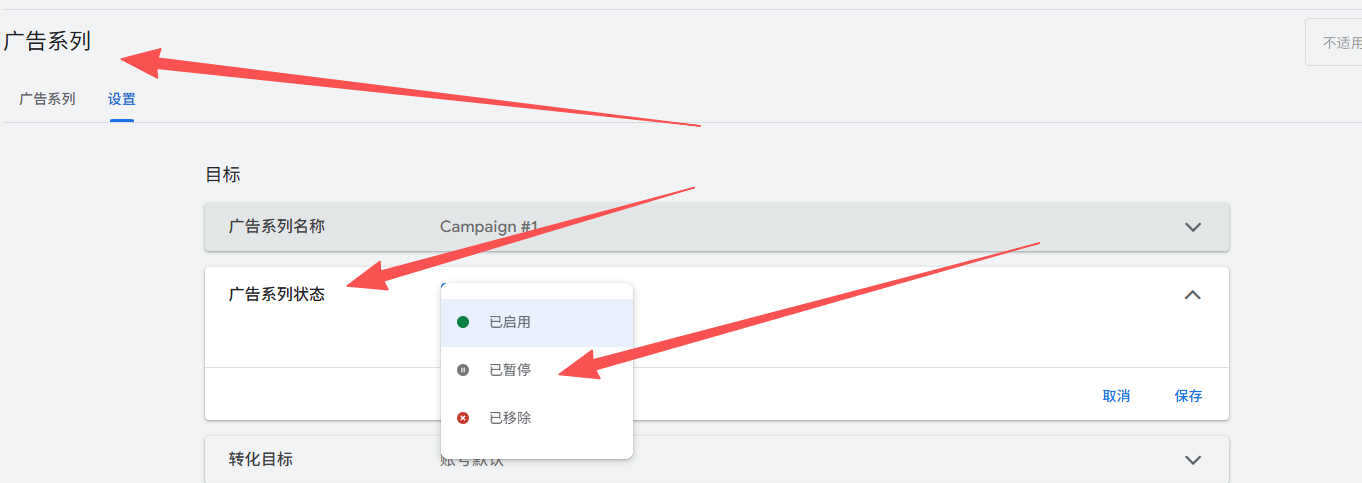 广告系列
不适用
广告系列
设置
目标
广告系列名称
Campaign #1
广告系列状态
已启用
已暂停
已移除
取消
保存
转化目标
账号默认